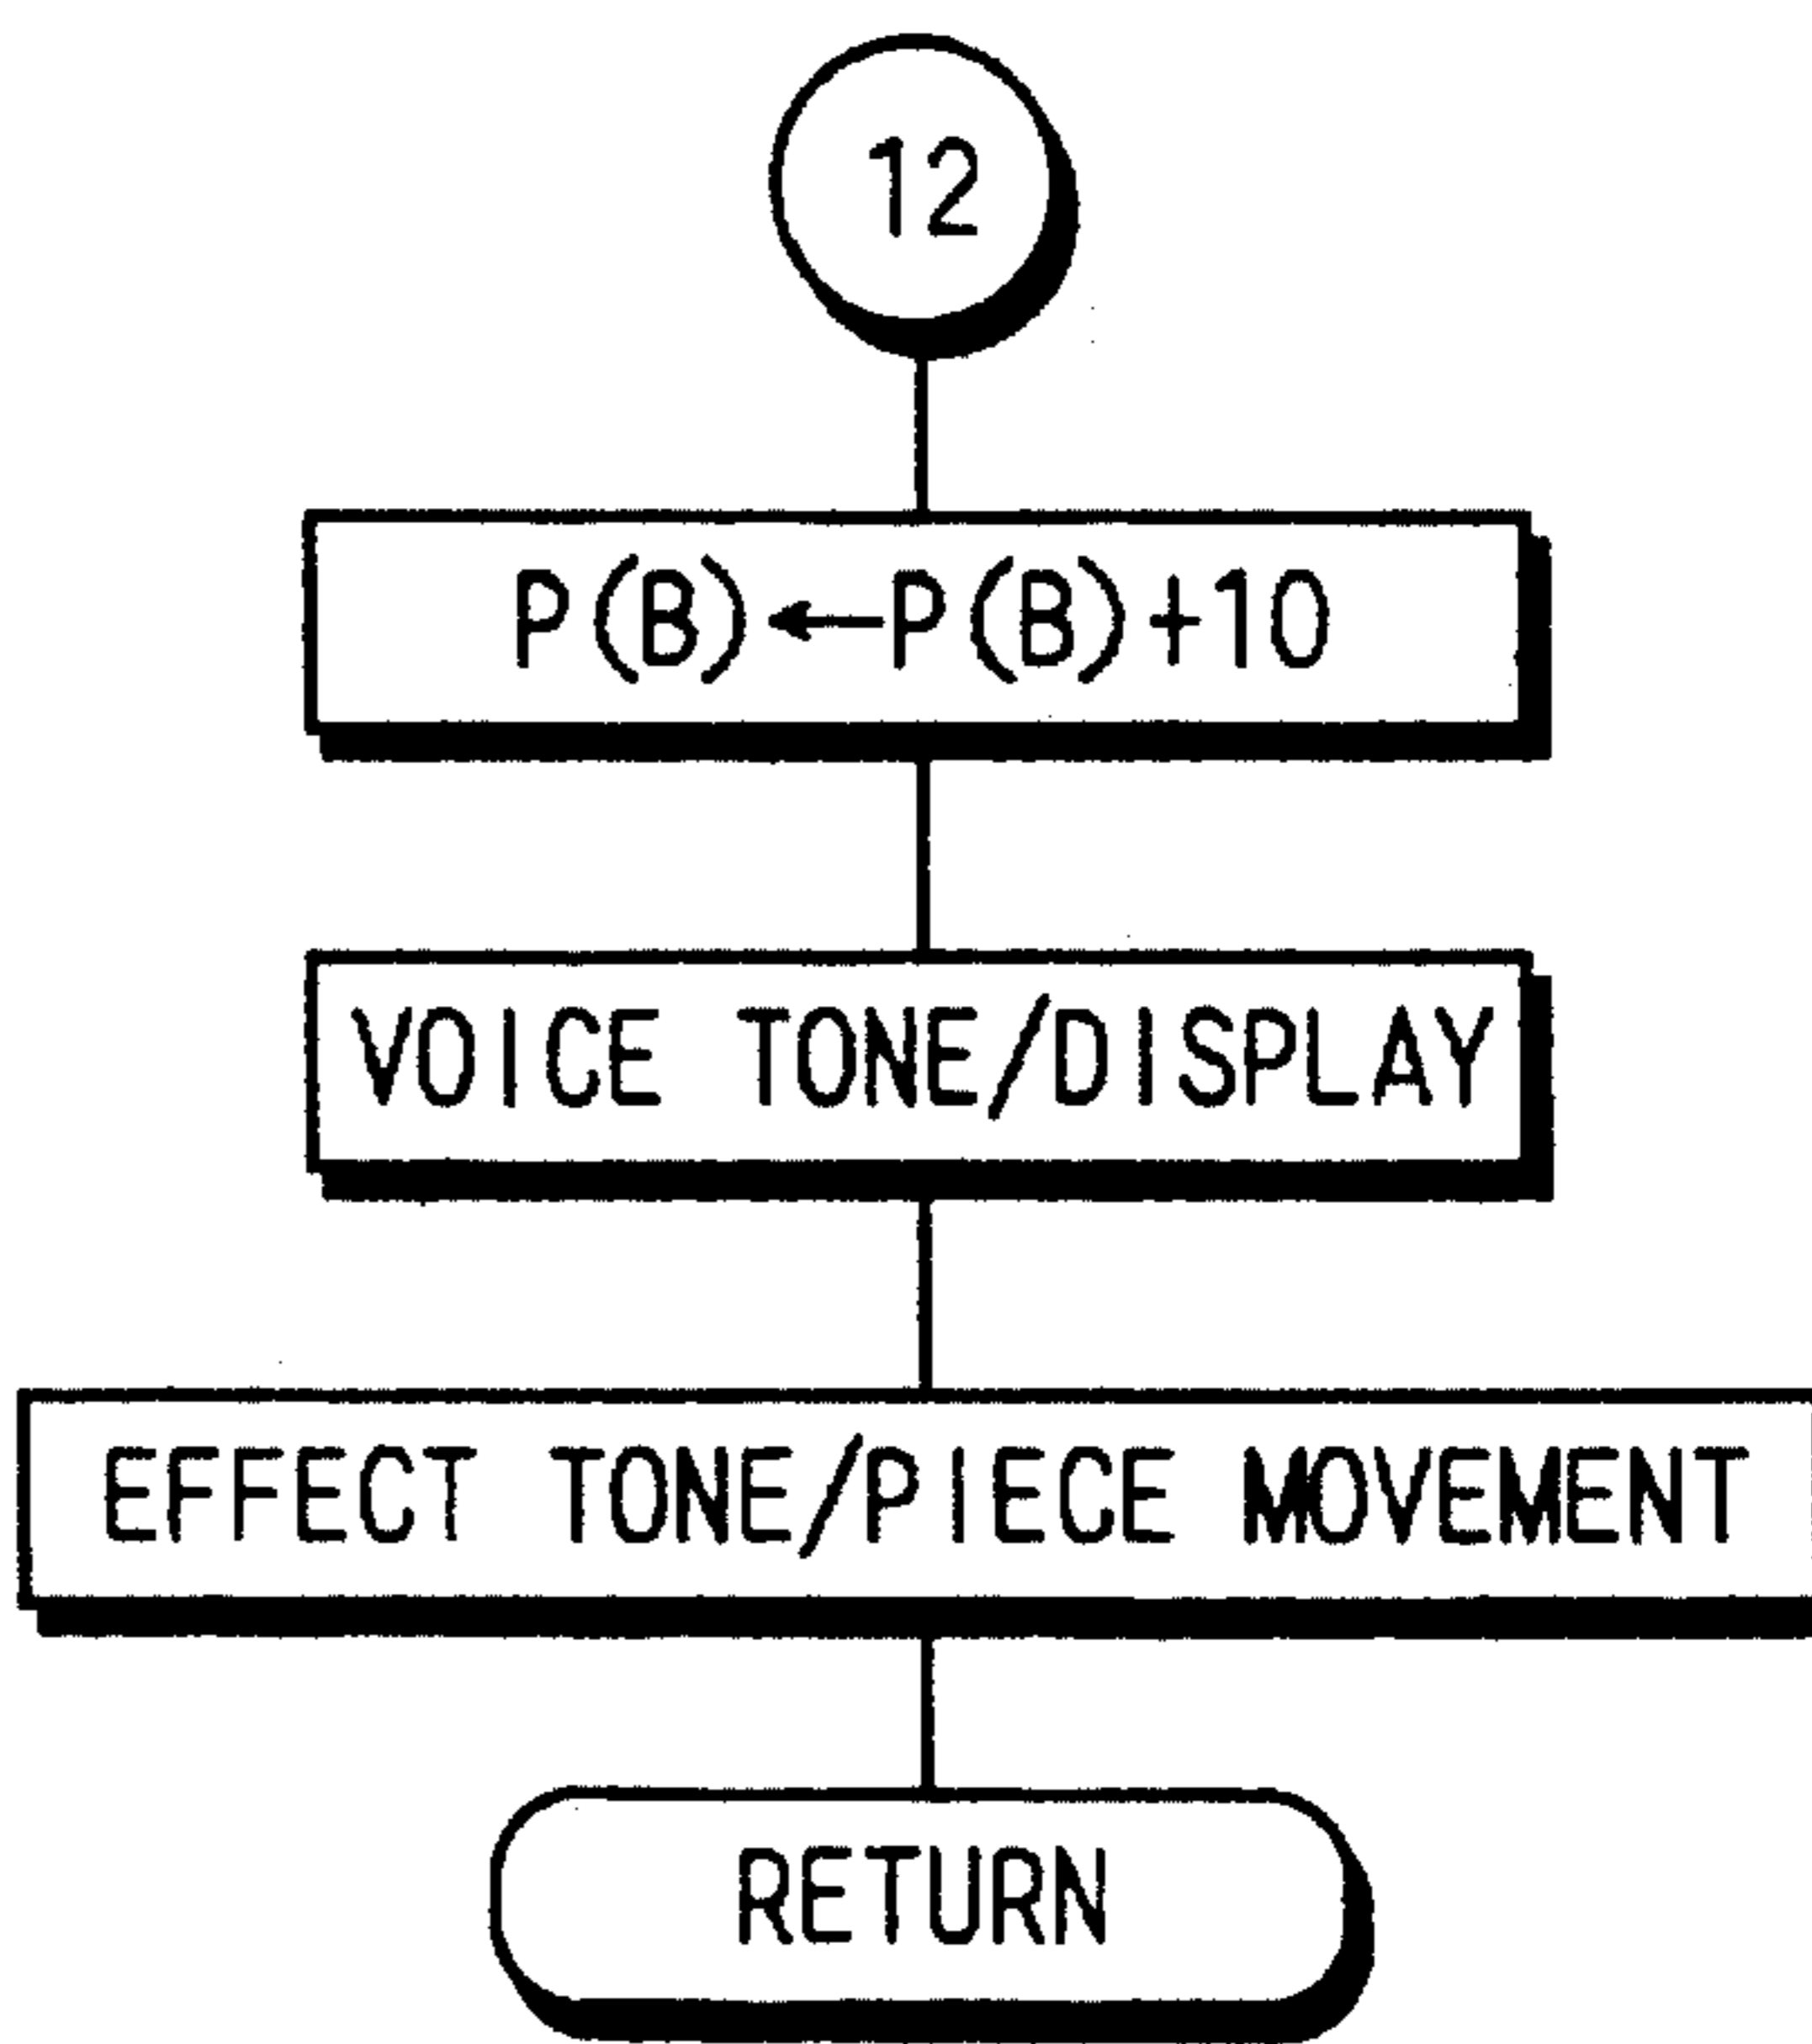 12
P(B)←P(B)+10
VOICE TONE/DISPLAY
EFFECT TONE/PIECE MOVEMENT
RETURN